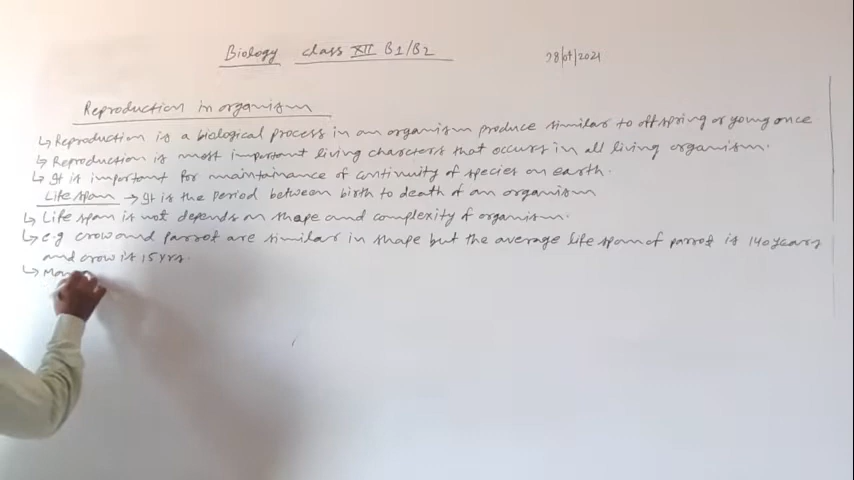 Biology class XII B1/B2
28/04/2021
Reproduction in organism
↳ Reproduction is a biological process in an organism produce similar to offspring or young once
↳ Reproduction is most important living charcters that occurs in all living organism.
↳ It is important for maintainance of continuity of species on earth.
Life span → It is the period between birth to death of an organism
↳ Life span is not depends on shape and complexity of organism.
↳ e.g crow and parrot are similar in shape but the average life span of parrot is 140 years
and crow is 15 yrs.